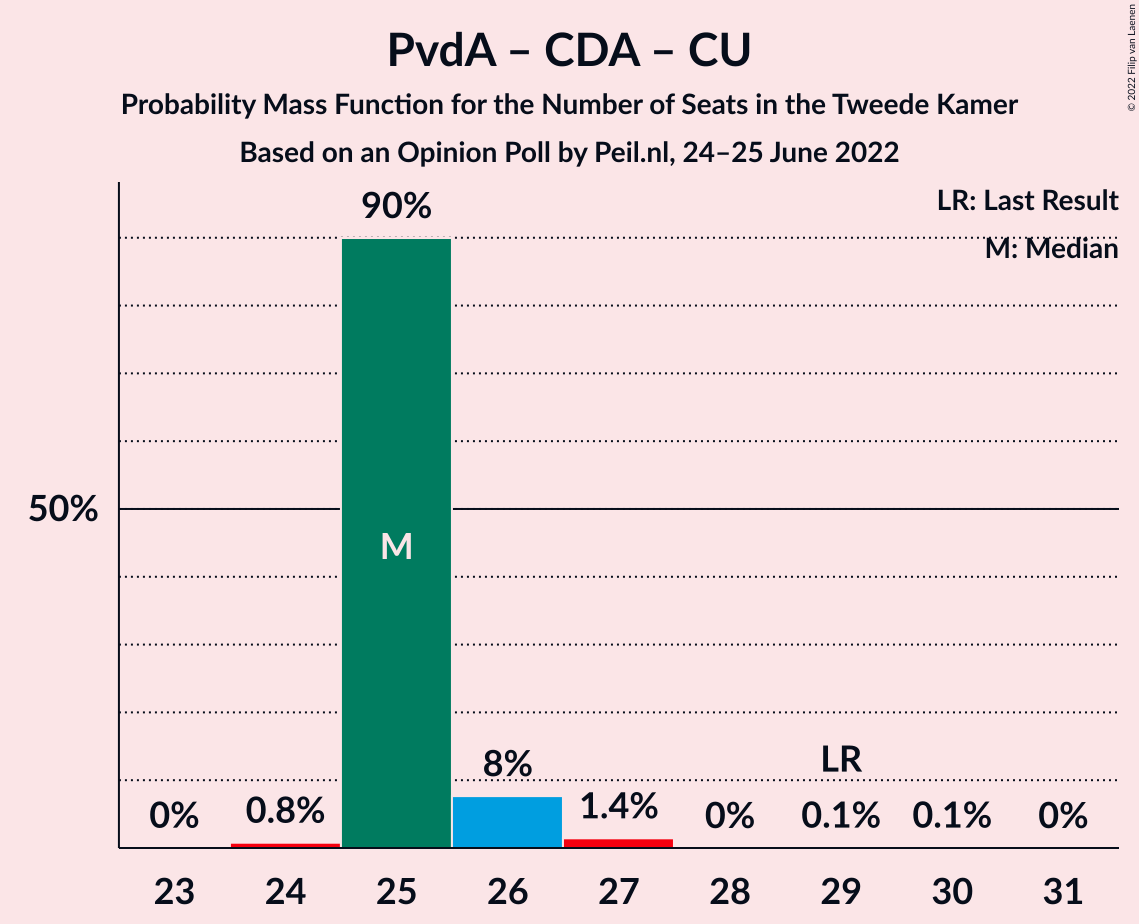 PvdA – CDA – CU
Probability Mass Function for the Number of Seats in the Tweede Kamer
Based on an Opinion Poll by Peil.nl, 24–25 June 2022
© 2022 Filip van Laenen
LR: Last Result
M: Median
90%
50%
M
0%
0.8%
8%
1.4%
0%
LR
0.1%
0.1%
0%
23 24 25 26 27 28 29 30 31